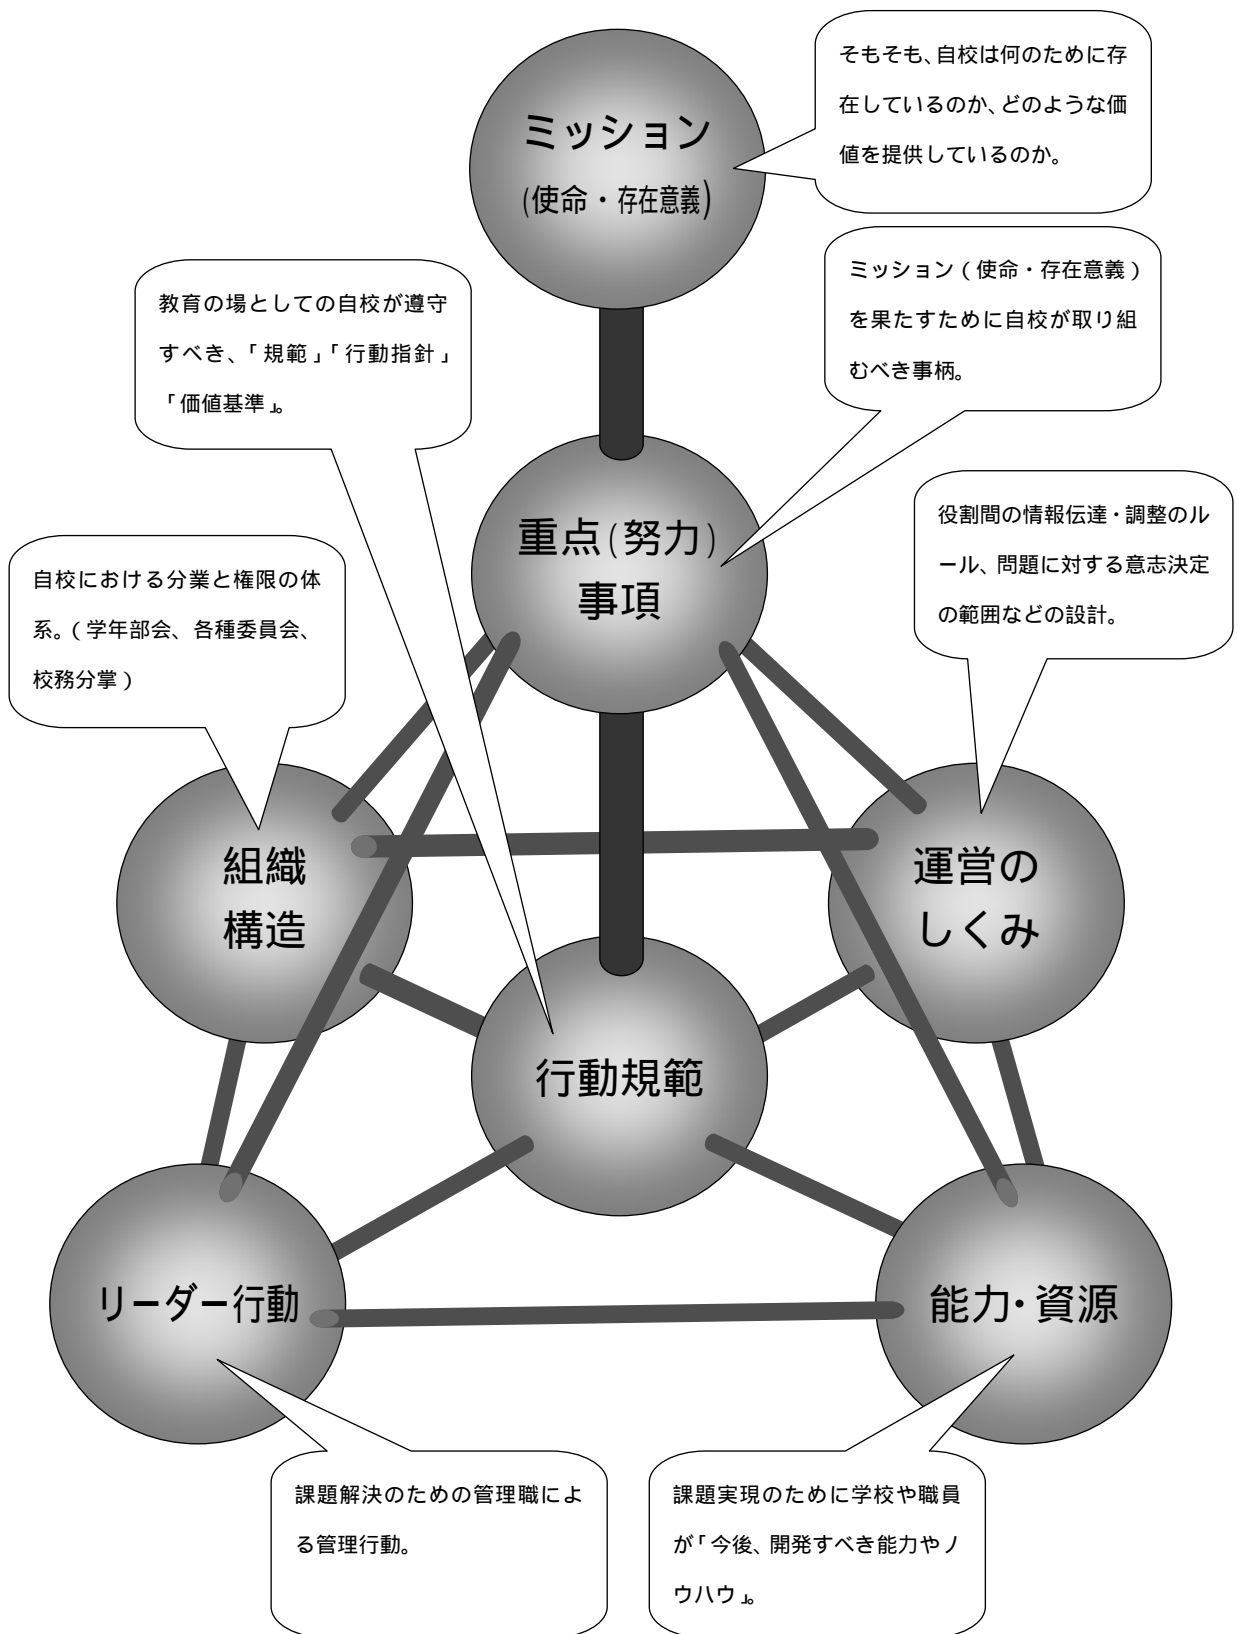 ミッション
(使命・存在意義)
そもそも、自校は何のために存
在しているのか、どのような価
値を提供しているのか。
ミッション(使命・存在意義)
を果たすために自校が取り組
むべき事柄。
教育の場としての自校が遵守
すべき、「規範」「行動指針」
「価値基準」。
重点(努力)
事項
役割間の情報伝達・調整のル
ール、問題に対する意志決定
の範囲などの設計。
自校における分業と権限の体
系。(学年部会、各種委員会、
校務分掌)
組織
構造
運営の
しくみ
行動規範
リーダー行動
能力・資源
課題解決のための管理職によ
る管理行動。
課題実現のために学校や職員
が「今後、開発すべき能力やノ
ウハウ」。